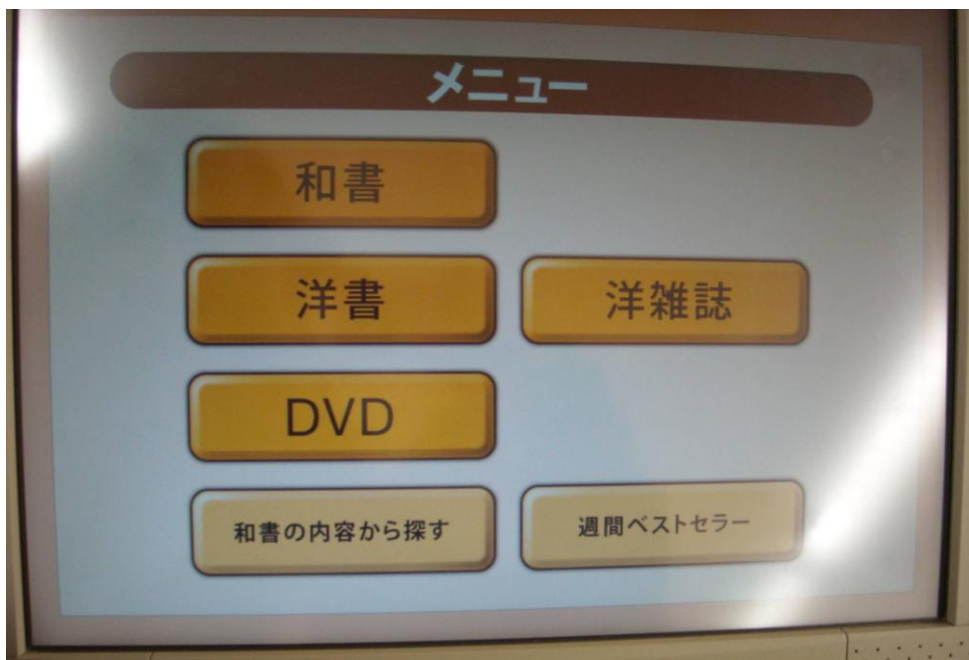 メニュー
和書
洋書
洋雑誌
DVD
和書の内容から探す
週間ベストセラー